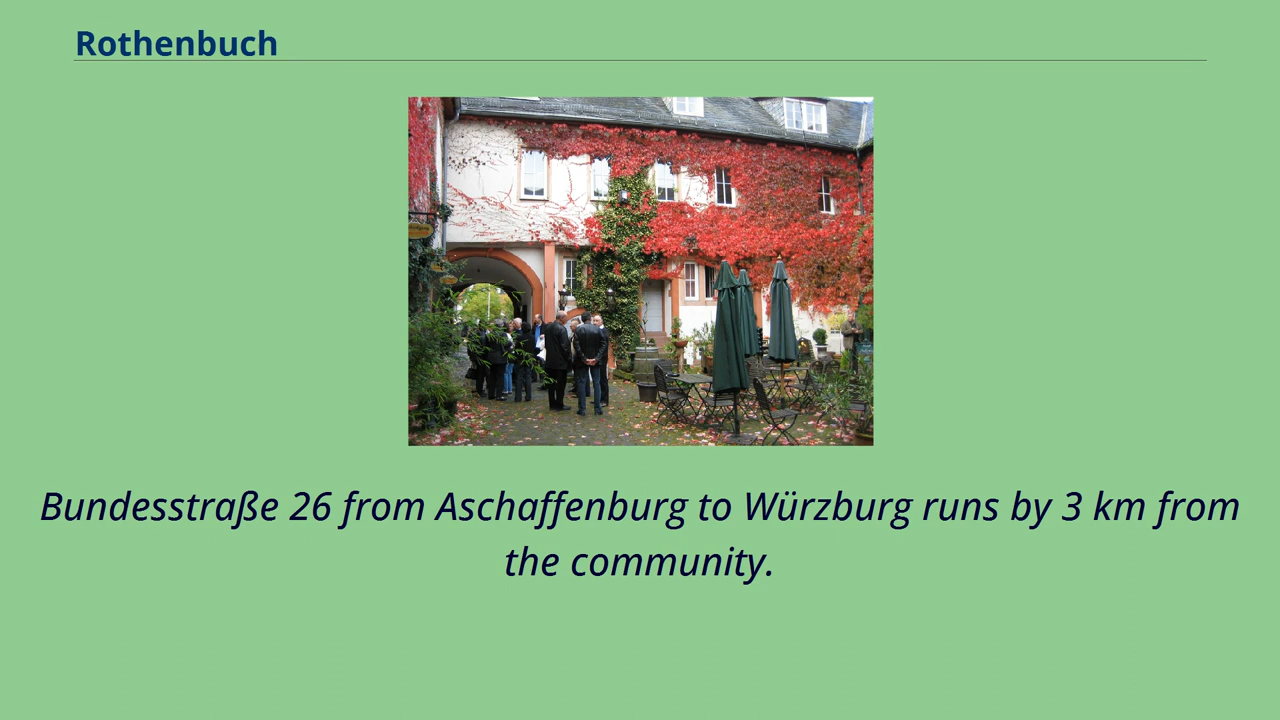 Rothenbuch
Bundesstraße 26 from Aschaffenburg to Würzburg runs by 3 km from
the community.